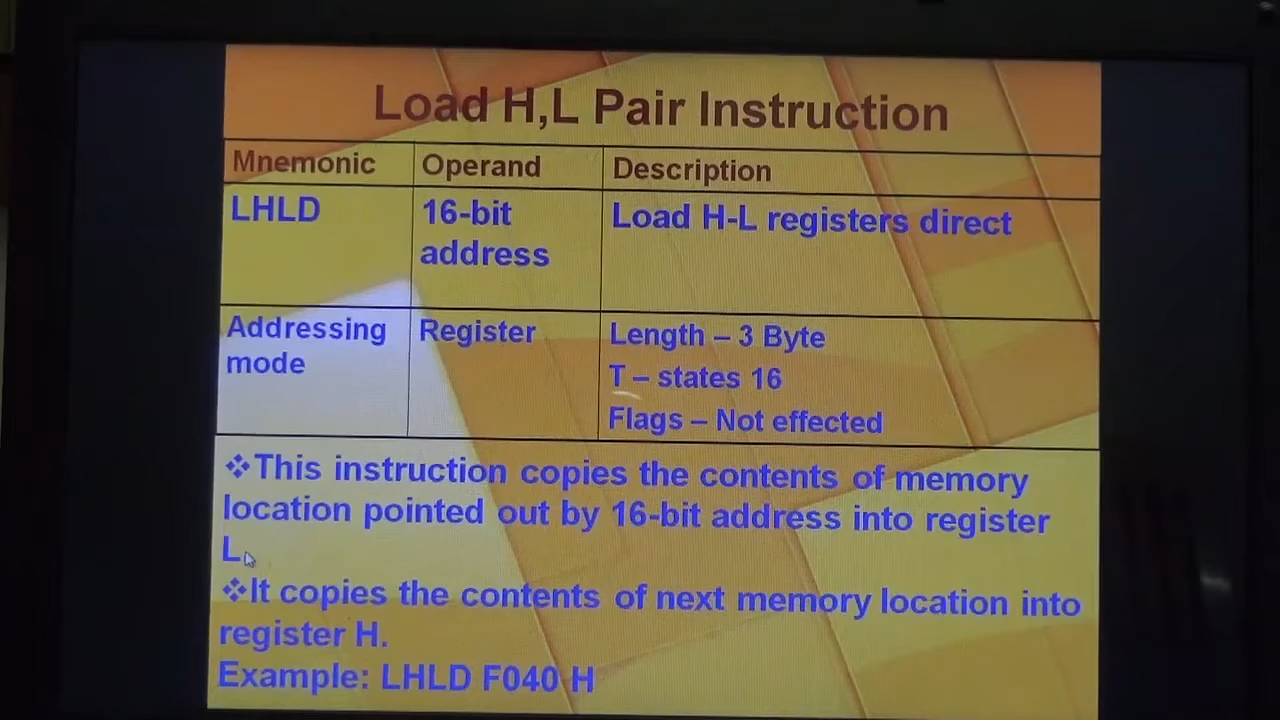 Load H,L Pair Instruction
Mnemonic Operand Description
LHLD 16-bit address Load H-L registers direct
Addressing mode Register Length – 3 Byte
T – states 16
Flags – Not effected
❖This instruction copies the contents of memory
location pointed out by 16-bit address into register
L.
❖It copies the contents of next memory location into
register H.
Example: LHLD F040 H